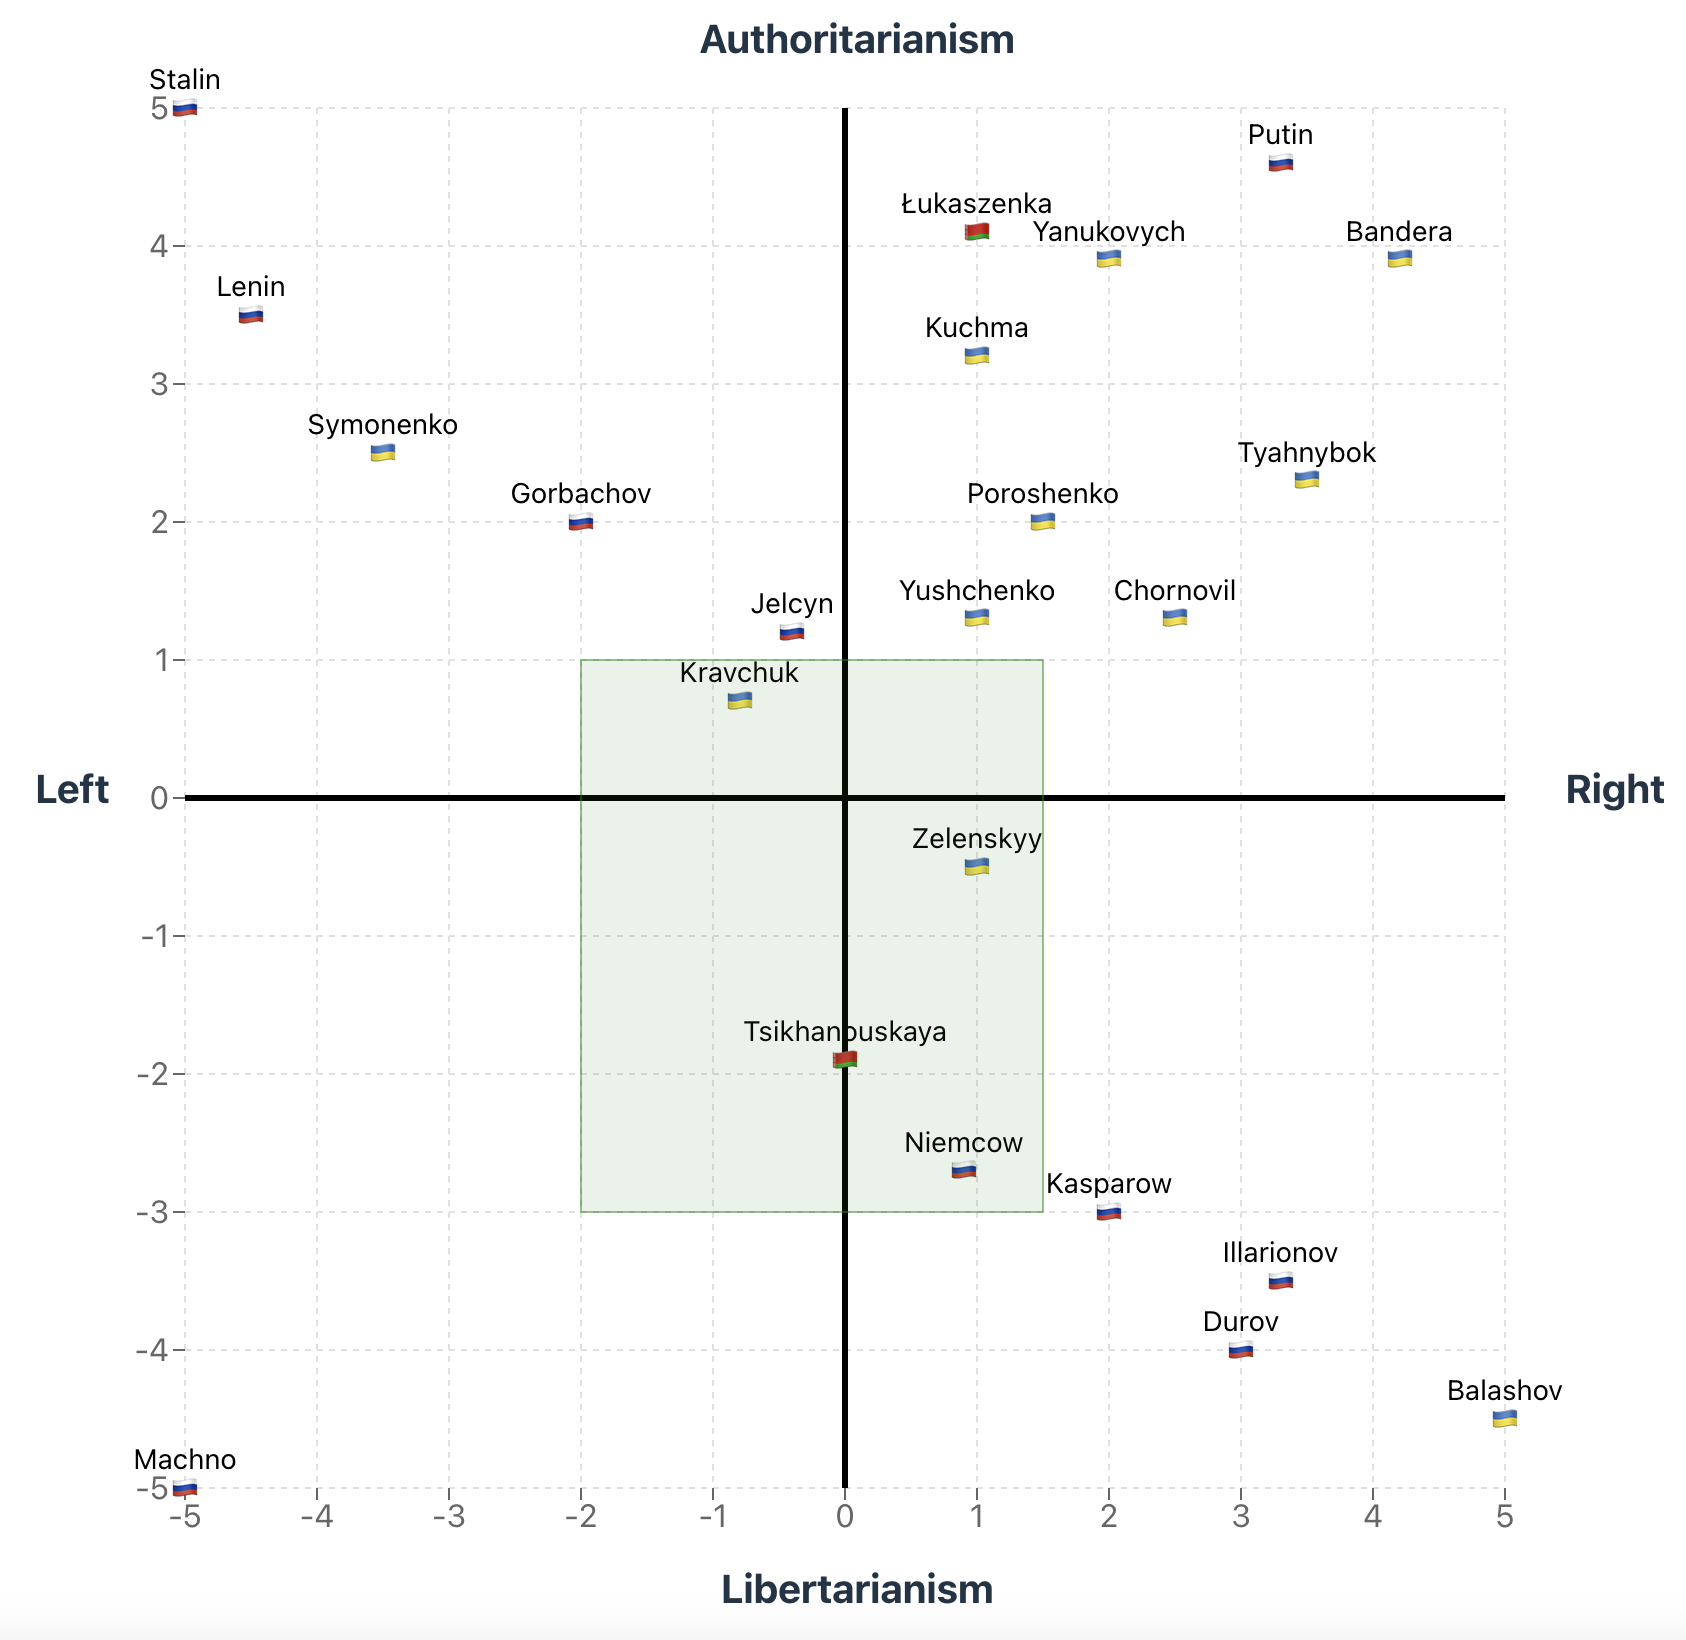 Authoritarianism
Stalin
5
Putin
Łukaszenka
Yanukovych
Bandera
4
Lenin
Kuchma
3
Symonenko
Tyahnybok
Gorbachov
Poroshenko
2
Yushchenko
Chornovil
Jelcyn
1
Kravchuk
Left
0
Right
Zelenskyy
-1
Tsikhanouskaya
-2
Niemcow
Kasparow
-3
Illarionov
Durov
-4
Balashov
Machno
-5
-5 -4 -3 -2 -1 0 1 2 3 4 5
Libertarianism